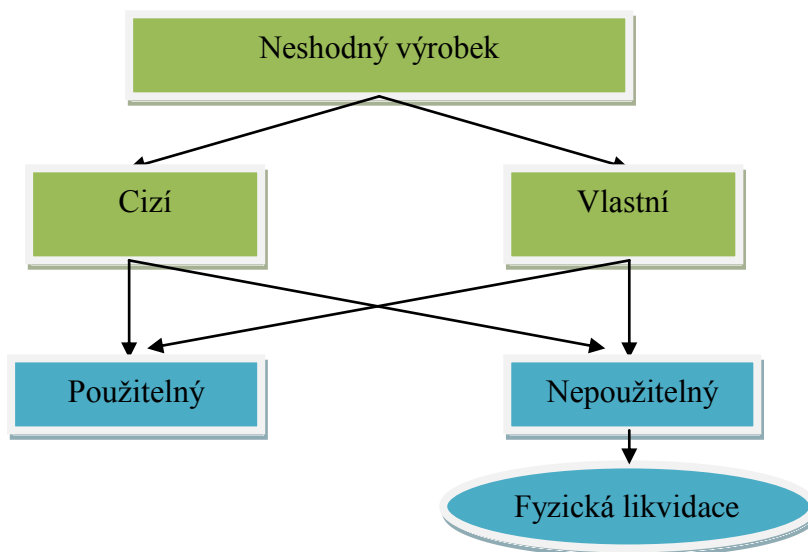 Neshodný výrobek
Cizí
Vlastní
Použitelný
Nepoužitelný
Fyzická likvidace